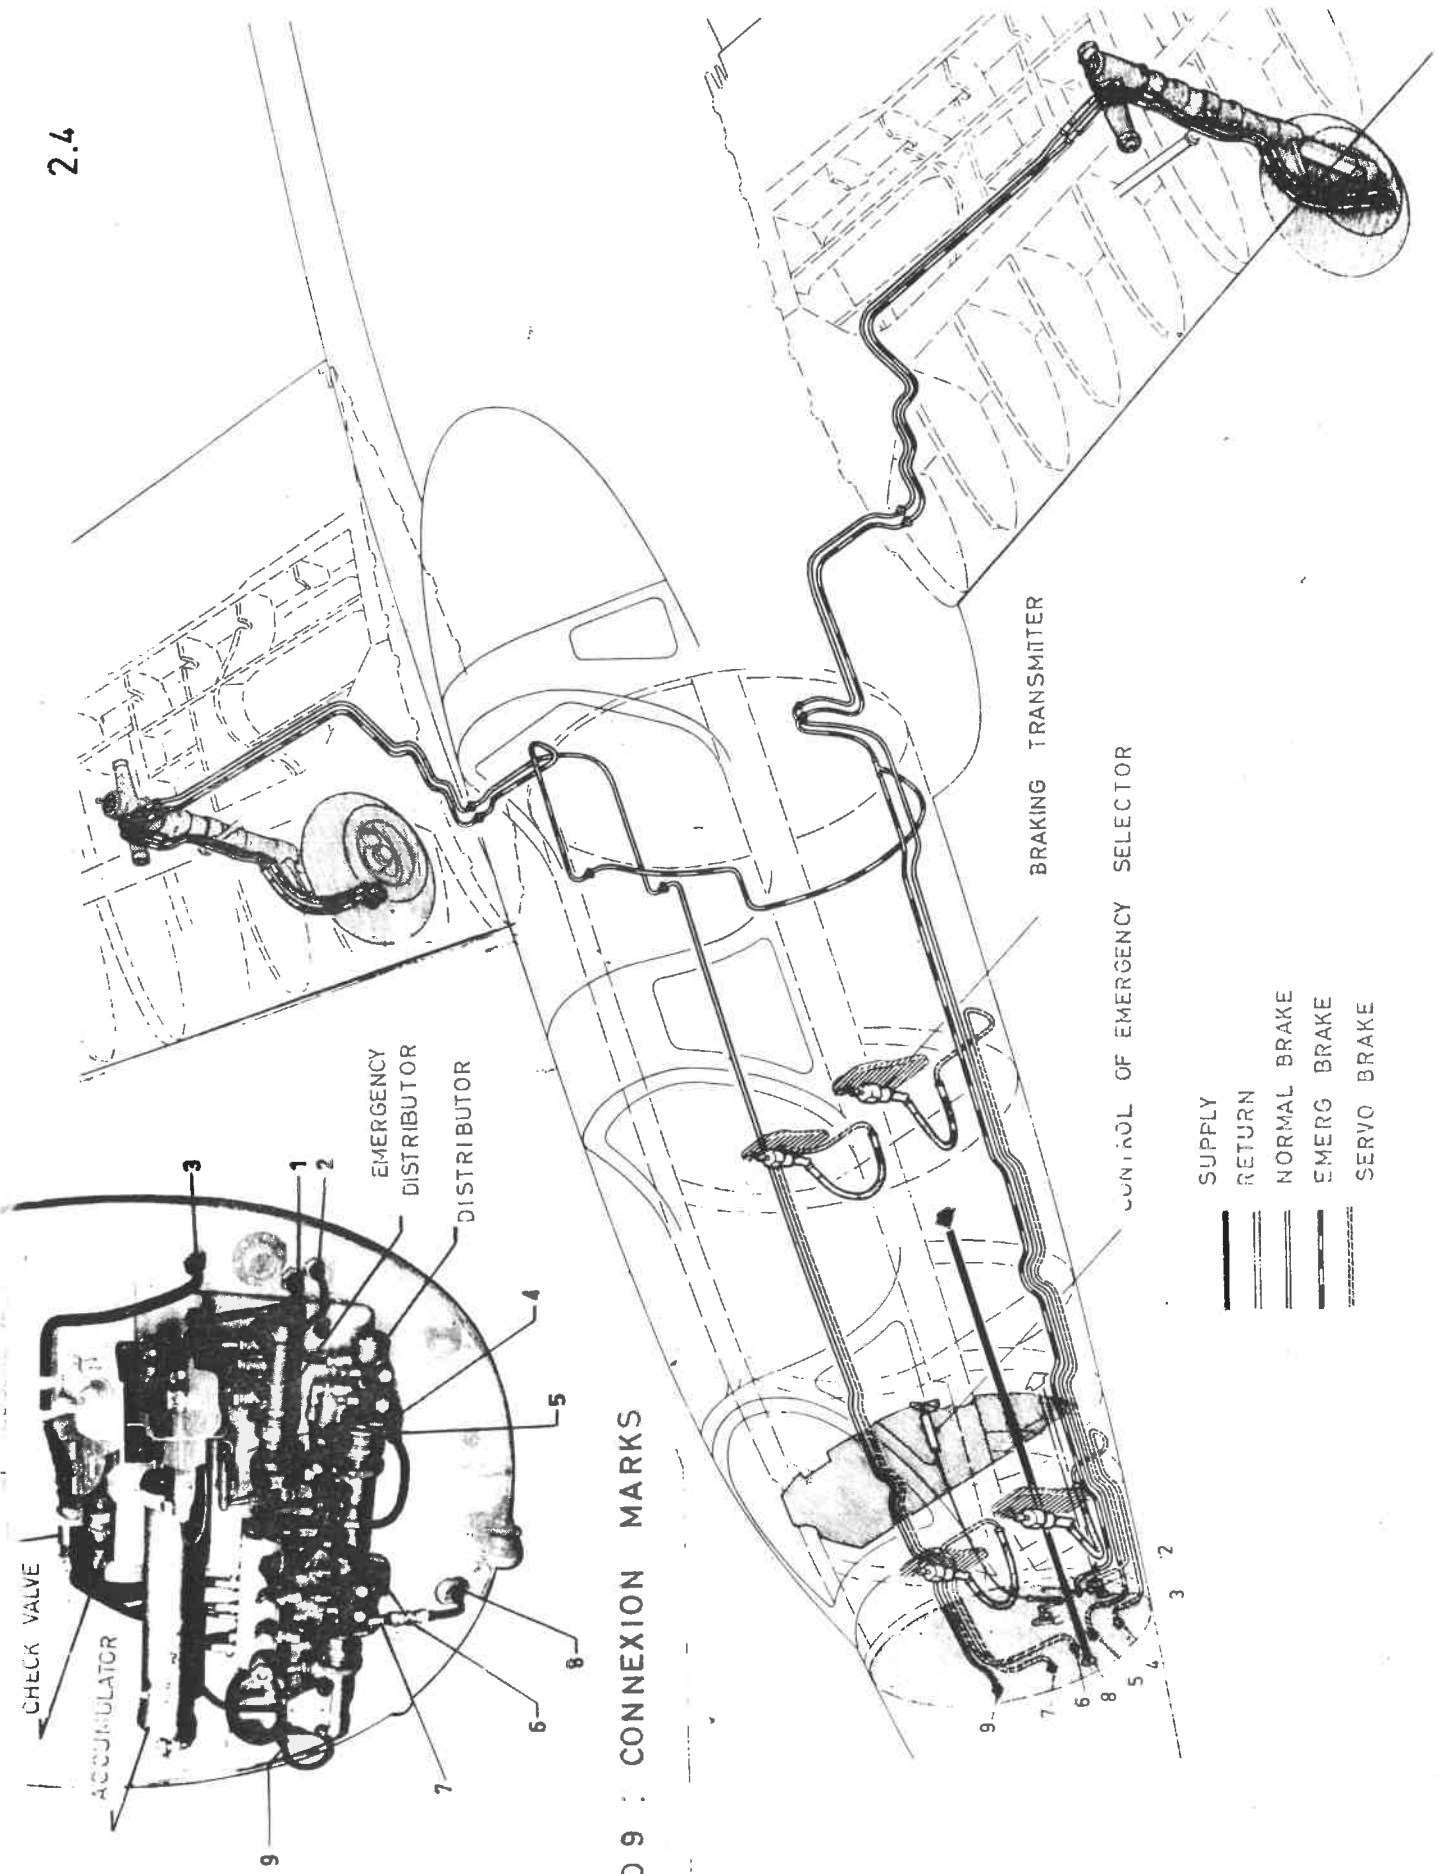 2.4
CHECK VALVE
ACCUMULATOR
3
1
2
EMERGENCY
DISTRIBUTOR
DISTRIBUTOR
4
5
6
7
8
9
9 : CONNEXION MARKS
BRAKING TRANSMITTER
CONTROL OF EMERGENCY SELECTOR
SUPPLY
RETURN
NORMAL BRAKE
EMERG BRAKE
SERVO BRAKE
9
7
6
8
5
4
3
2